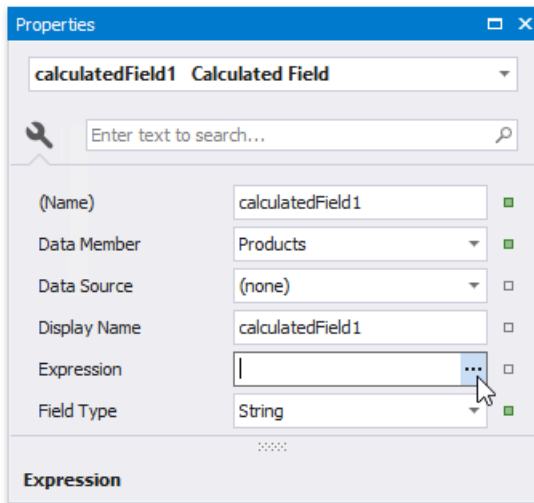 Properties
calculatedField1 Calculated Field
Enter text to search...
(Name) calculatedField1
Data Member Products
Data Source (none)
Display Name calculatedField1
Expression ...
Field Type String
Expression